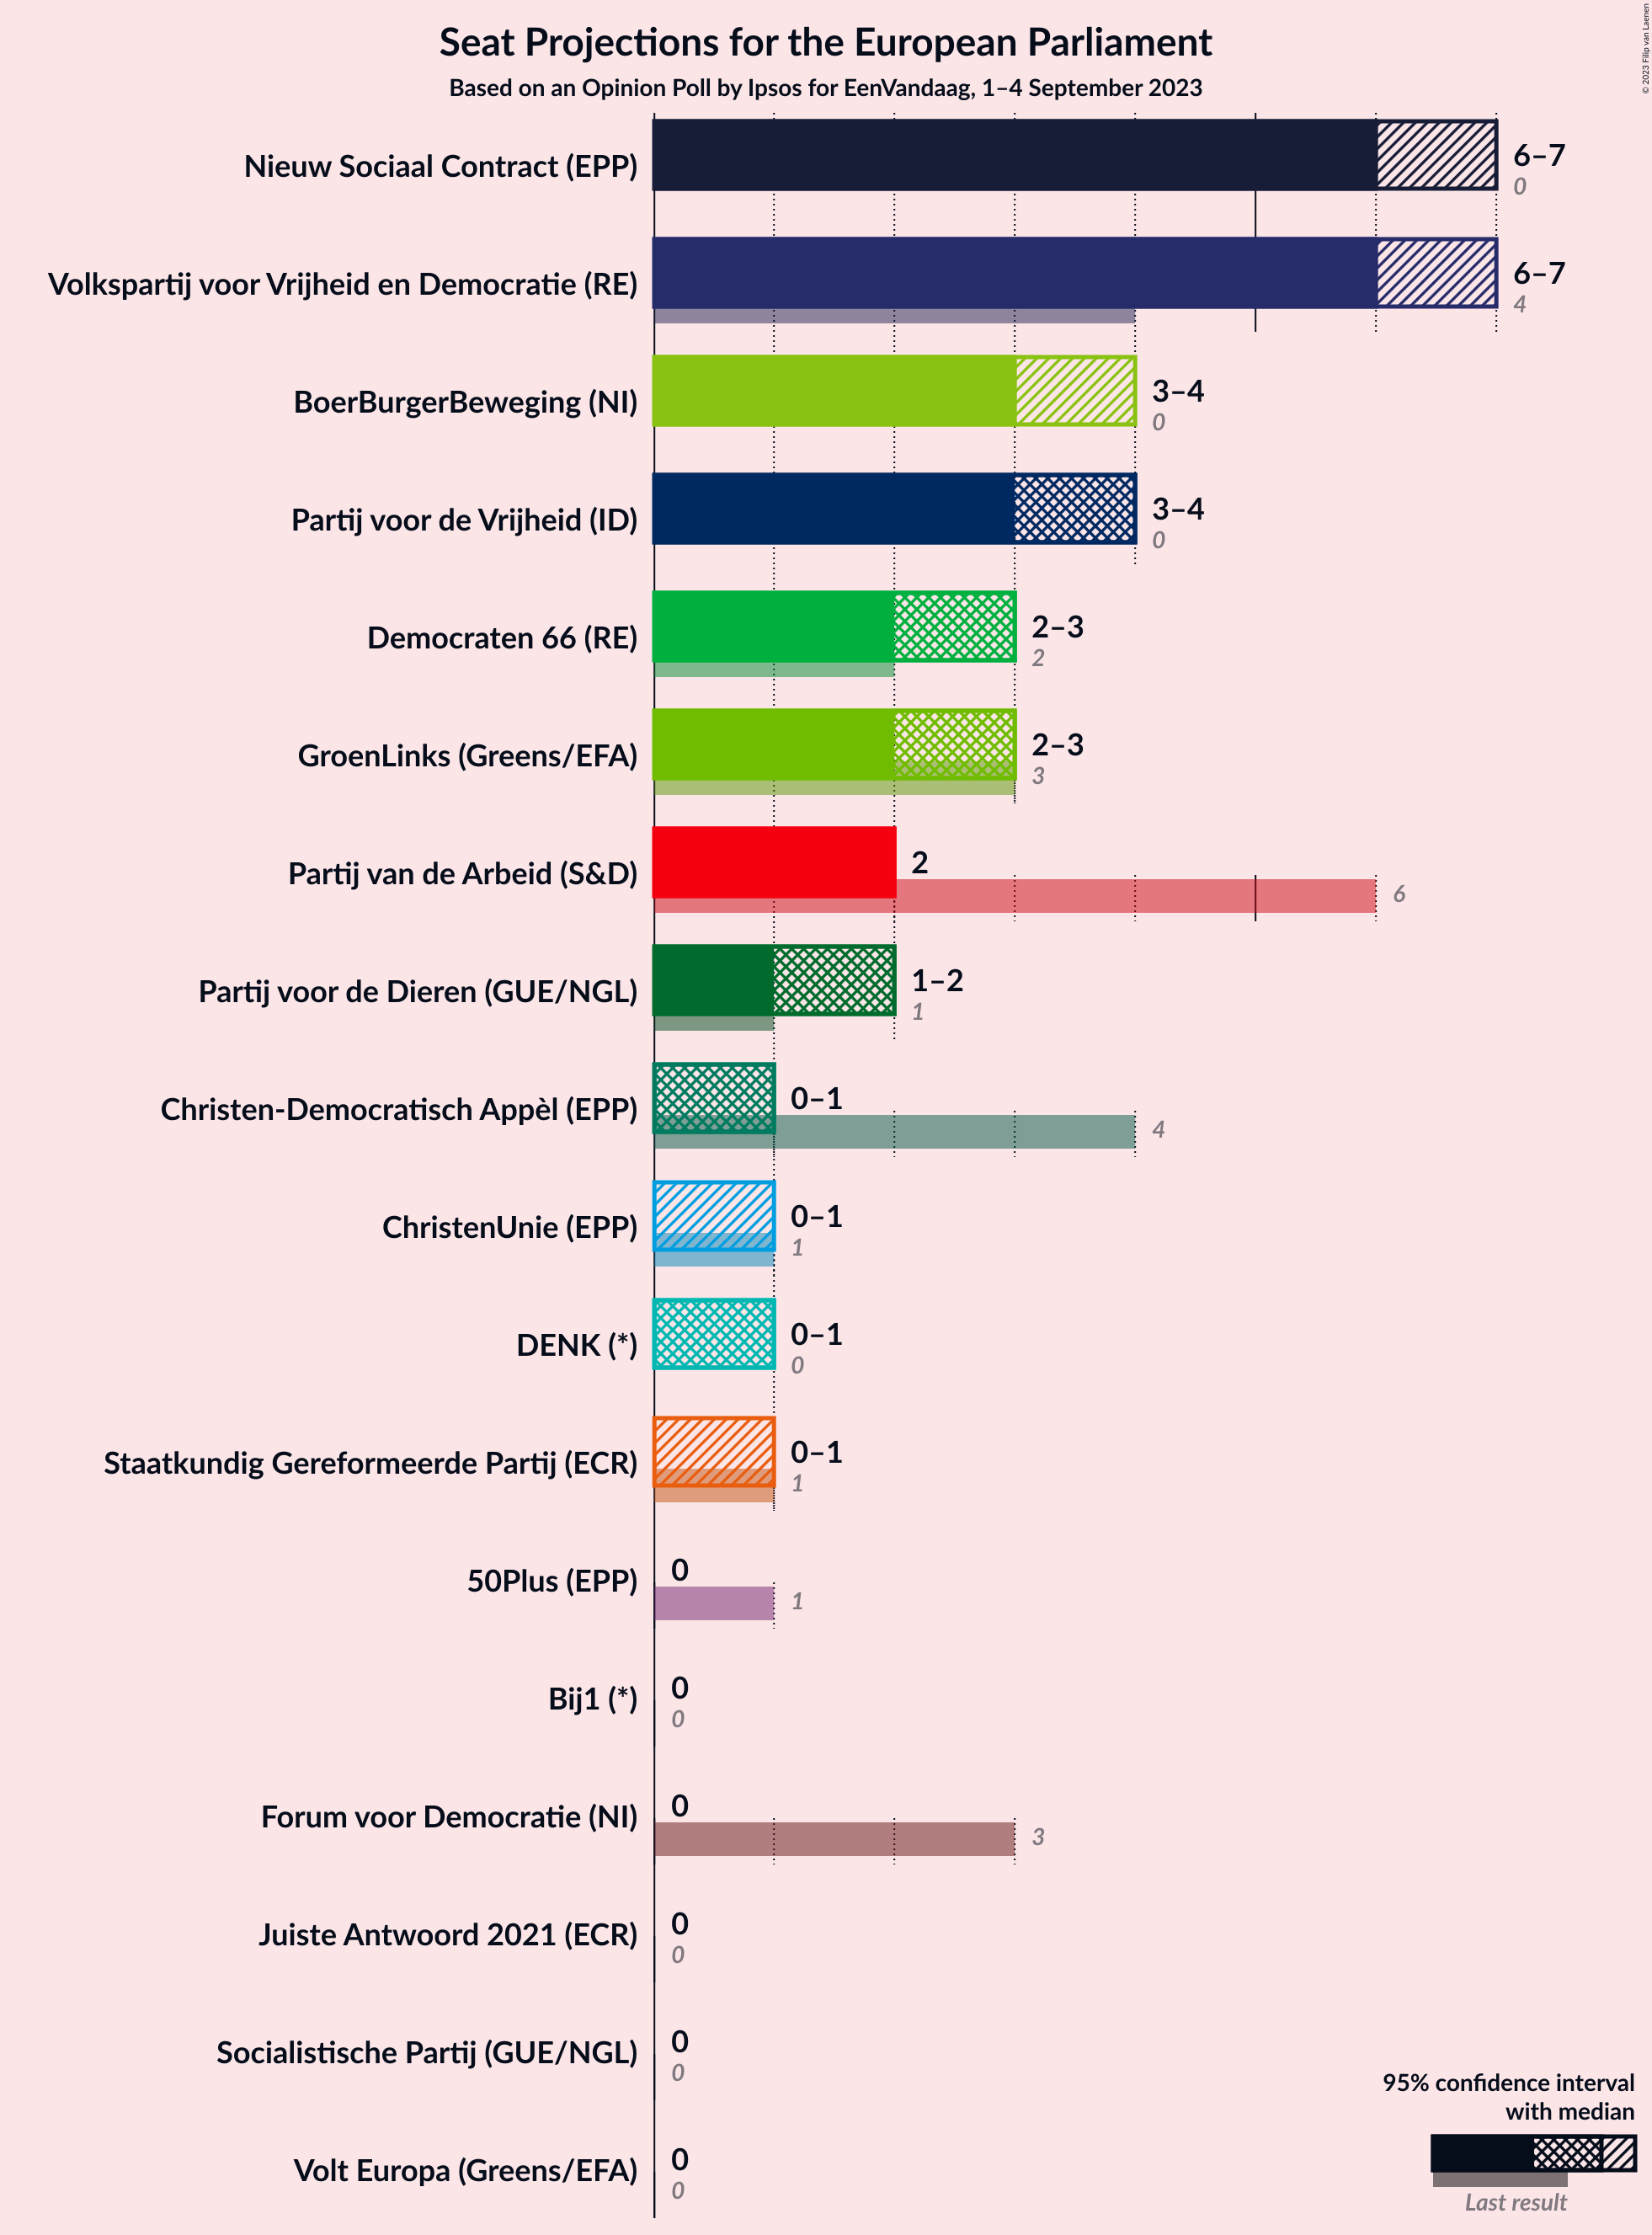 Seat Projections for the European Parliament
Based on an Opinion Poll by Ipsos for EenVandaag, 1–4 September 2023
© 2023 Filip van Laenen
Nieuw Sociaal Contract (EPP)
6–7
0
Volkspartij voor Vrijheid en Democratie (RE)
6–7
4
BoerBurgerBeweging (NI)
3–4
0
Partij voor de Vrijheid (ID)
3–4
0
Democraten 66 (RE)
2–3
2
GroenLinks (Greens/EFA)
2–3
3
Partij van de Arbeid (S&D)
2
6
Partij voor de Dieren (GUE/NGL)
1–2
1
Christen-Democratisch Appèl (EPP)
0–1
4
ChristenUnie (EPP)
0–1
1
DENK (*)
0–1
0
Staatkundig Gereformeerde Partij (ECR)
0–1
1
50Plus (EPP)
0
1
Bij1 (*)
0
0
Forum voor Democratie (NI)
0
3
Juiste Antwoord 2021 (ECR)
0
0
Socialistische Partij (GUE/NGL)
0
0
Volt Europa (Greens/EFA)
0
0
95% confidence interval
with median
Last result